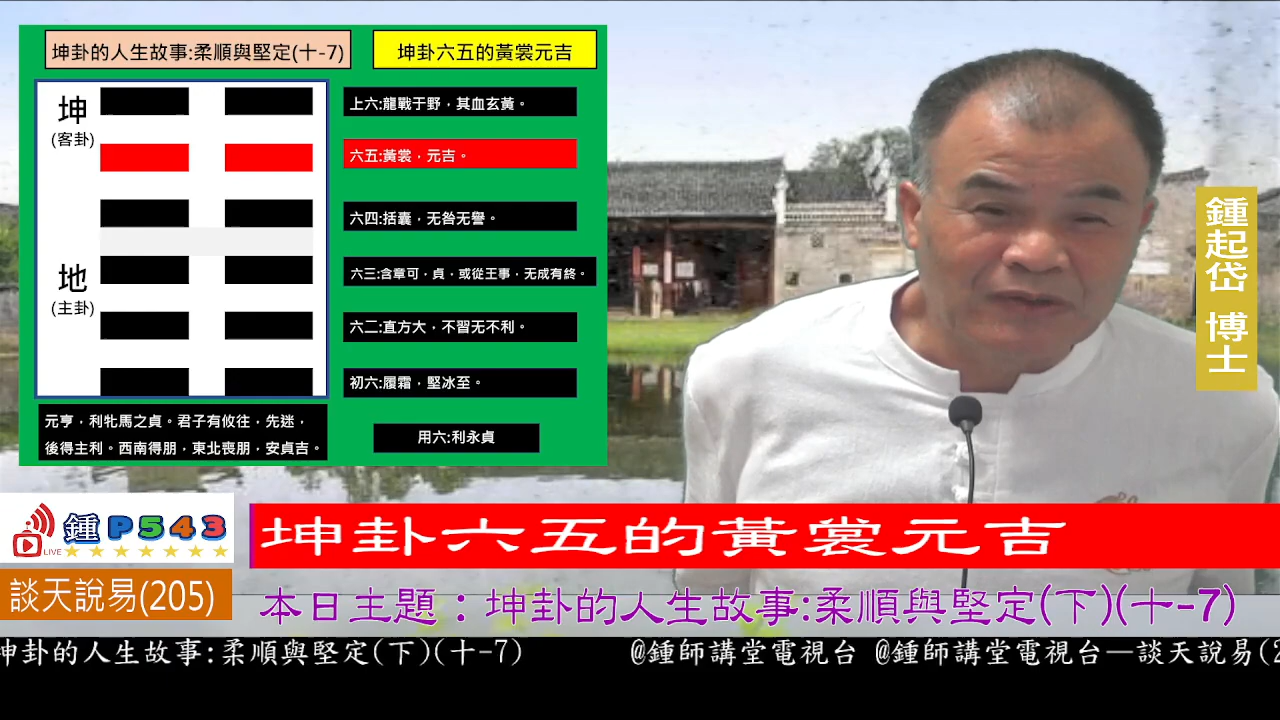 坤卦的人生故事:柔順與堅定(十-7)
坤卦六五的黃裳元吉
坤
(客卦)
地
(主卦)
上六:龍戰于野，其血玄黃。
六五:黃裳，元吉。
六四:括囊，无咎无譽。
六三:含章可，貞，或從王事，无成有終。
六二:直方大，不習无不利。
初六:履霜，堅冰至。
用六:利永貞
元亨，利牝馬之貞。君子有攸往，先迷，
後得主利。西南得朋，東北喪朋，安貞吉。
鍾起岱 博士
LIVE
鍾P543
坤卦六五的黃裳元吉
談天說易(205)
本日主題：坤卦的人生故事:柔順與堅定(下)(十-7)
坤卦的人生故事:柔順與堅定(下)(十-7) @鍾師講堂電視台 @鍾師講堂電視台—談天說易(2